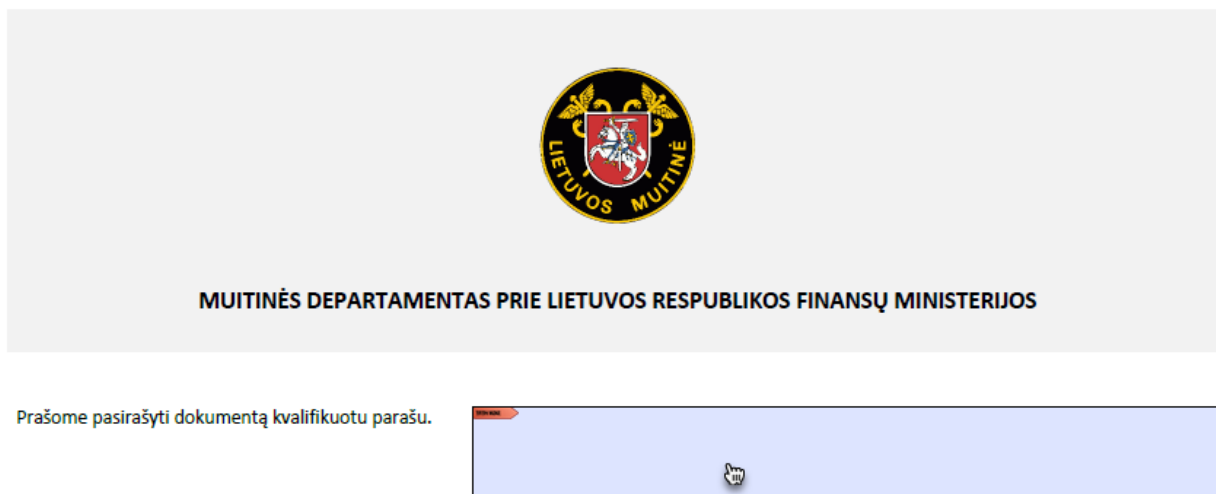 LIETUVOS MUITINĖ
MUITINĖS DEPARTAMENTAS PRIE LIETUVOS RESPUBLIKOS FINANSŲ MINISTERIJOS
Prašome pasirašyti dokumentą kvalifikuotu parašu.